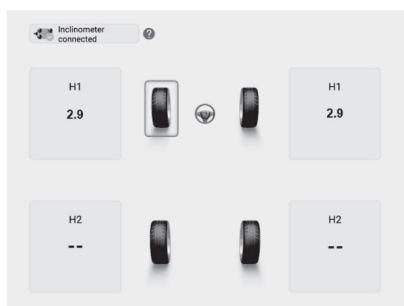 Inclinometer
connected
?
H1
2.9
H1
2.9
H2
--
H2
--